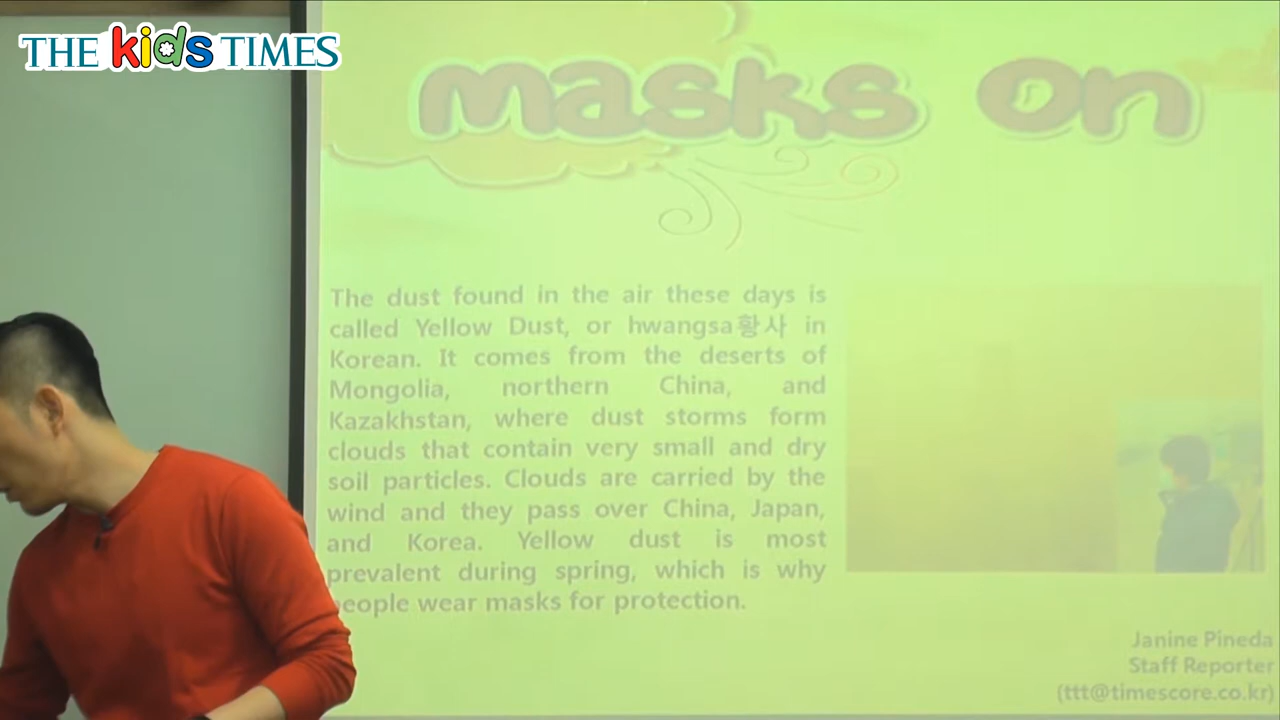 THE kids TIMES
masks on
The dust found in the air these days is
called Yellow Dust, or hwangsa황사 in
Korean. It comes from the deserts of
Mongolia, northern China, and
Kazakhstan, where dust storms form
clouds that contain very small and dry
soil particles. Clouds are carried by the
wind and they pass over China, Japan,
and Korea. Yellow dust is most
prevalent during spring, which is why
people wear masks for protection.
Janine Pineda
Staff Reporter
(ttt@timescore.co.kr)